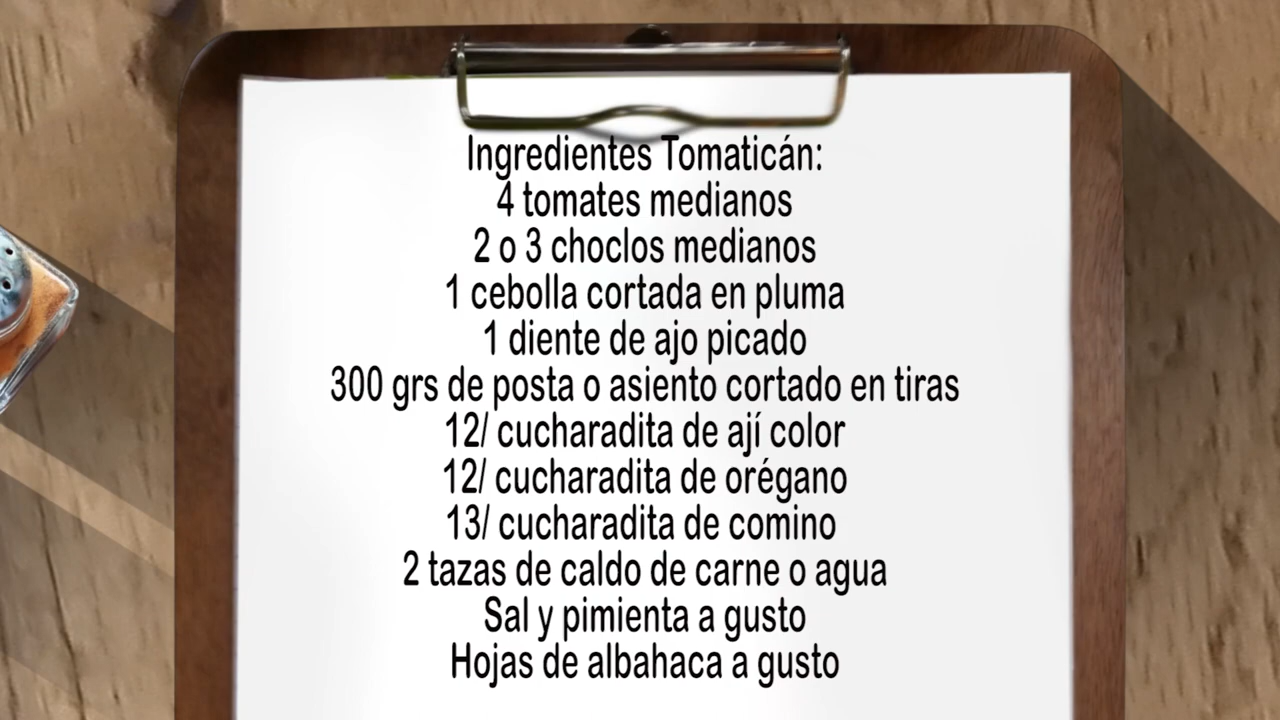 Ingredientes Tomaticán:
4 tomates medianos
2 o 3 choclos medianos
1 cebolla cortada en pluma
1 diente de ajo picado
300 grs de posta o asiento cortado en tiras
12/ cucharadita de ají color
12/ cucharadita de orégano
13/ cucharadita de comino
2 tazas de caldo de carne o agua
Sal y pimienta a gusto
Hojas de albahaca a gusto